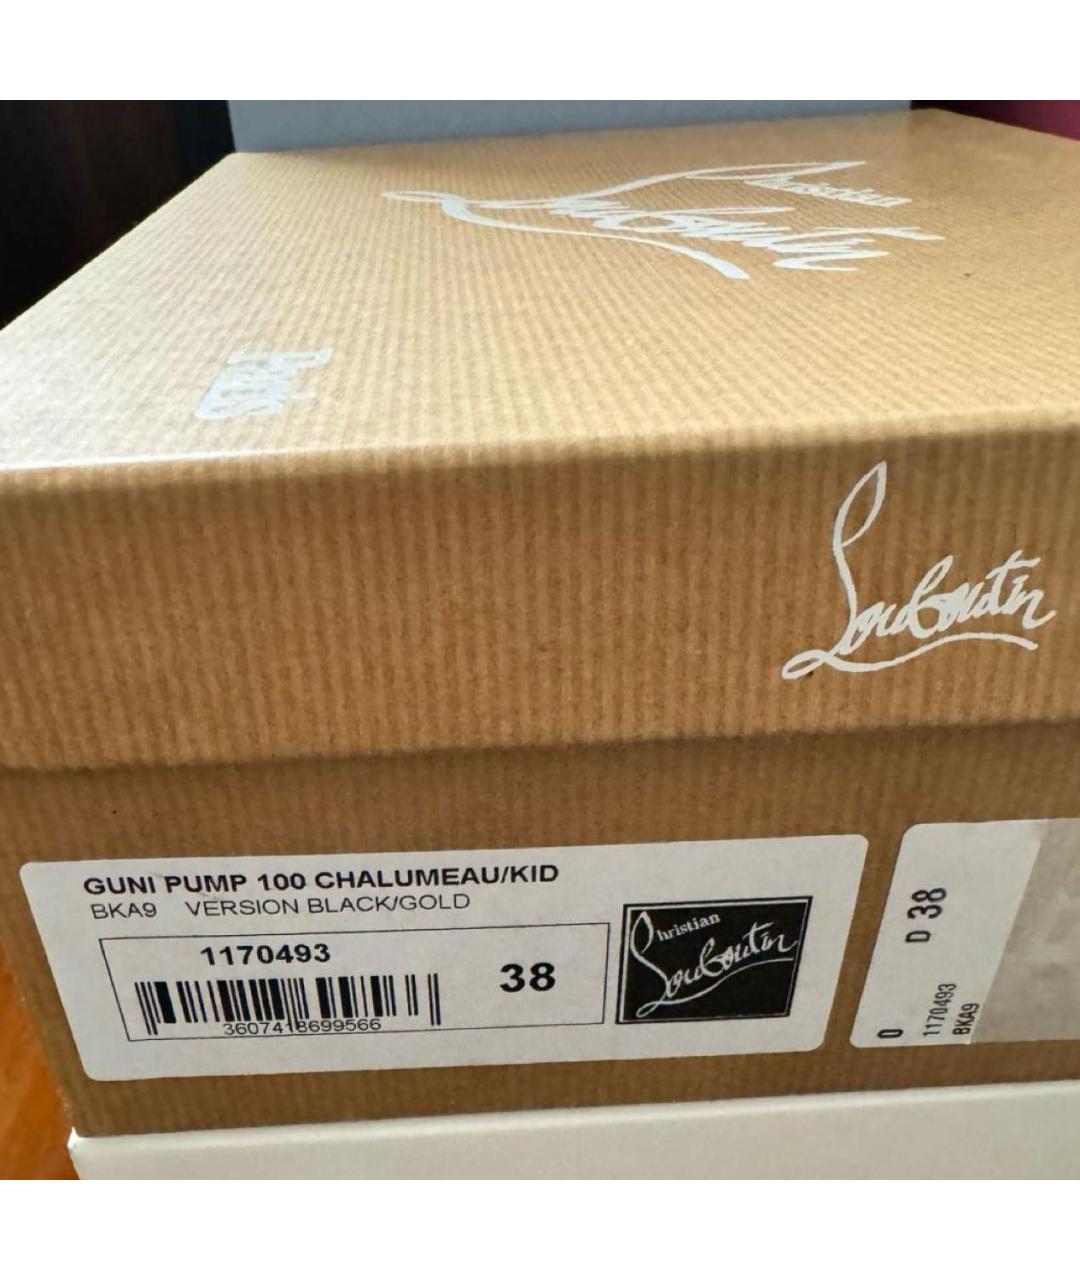 Christian
Louboutin
Paris
Louboutin
GUNI PUMP 100 CHALUMEAU/KID
BKA9 VERSION BLACK/GOLD
1170493
38
3607418699566
Christian
Louboutin
D 38
0
1170493
BKA9